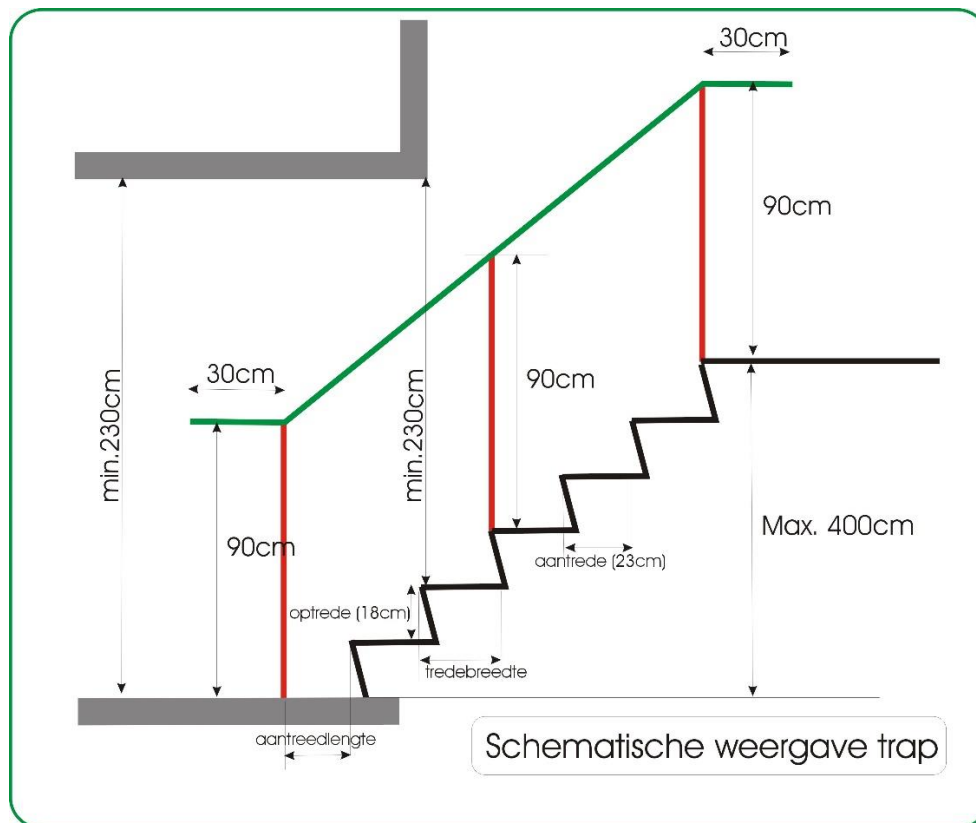 30cm
90cm
min.230cm
min.230cm
30cm
90cm
90cm
Max. 400cm
aantrede (23cm)
optrede (18cm)
tredebreedte
aantreedlengte
Schematische weergave trap